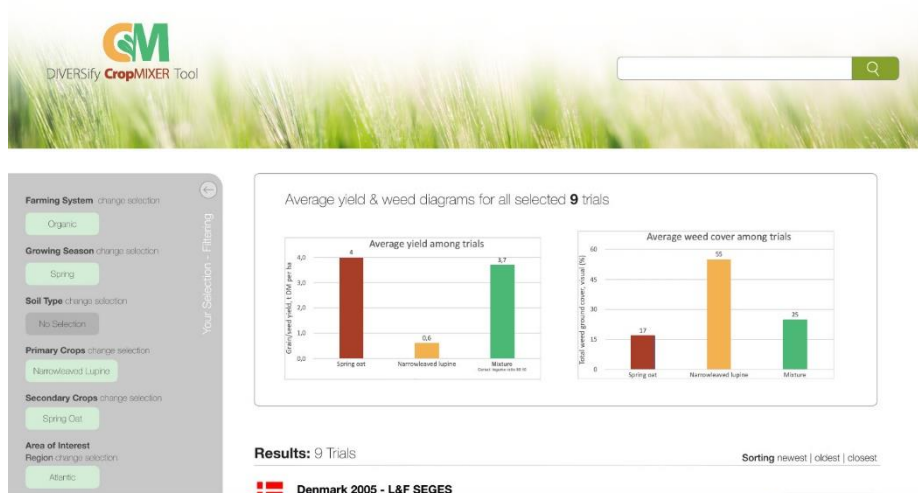 CM
DIVERSify CropMIXER Tool
Farming System change selection
Organic
Growing Season change selection
Spring
Soil Type change selection
No Selection
Primary Crops change selection
Narrowleaved Lupine
Secondary Crops change selection
Spring Oat
Area of Interest
Region change selection
Atlantic
Your Selection - Filtering
Average yield & weed diagrams for all selected 9 trials
Average yield among trials
Grain/seed yield, t DM per ha
4,0
3,0
2,0
1,0
0,0
4
0,6
3,7
Spring oat
Narrowleaved lupine
Mixture
Average weed cover among trials
Total weed ground cover, visual (%)
60
45
30
15
0
17
55
25
Spring oat
Narrowleaved lupine
Mixture
Results: 9 Trials
Sorting newest | oldest | closest
Denmark 2005 - L&F SEGES